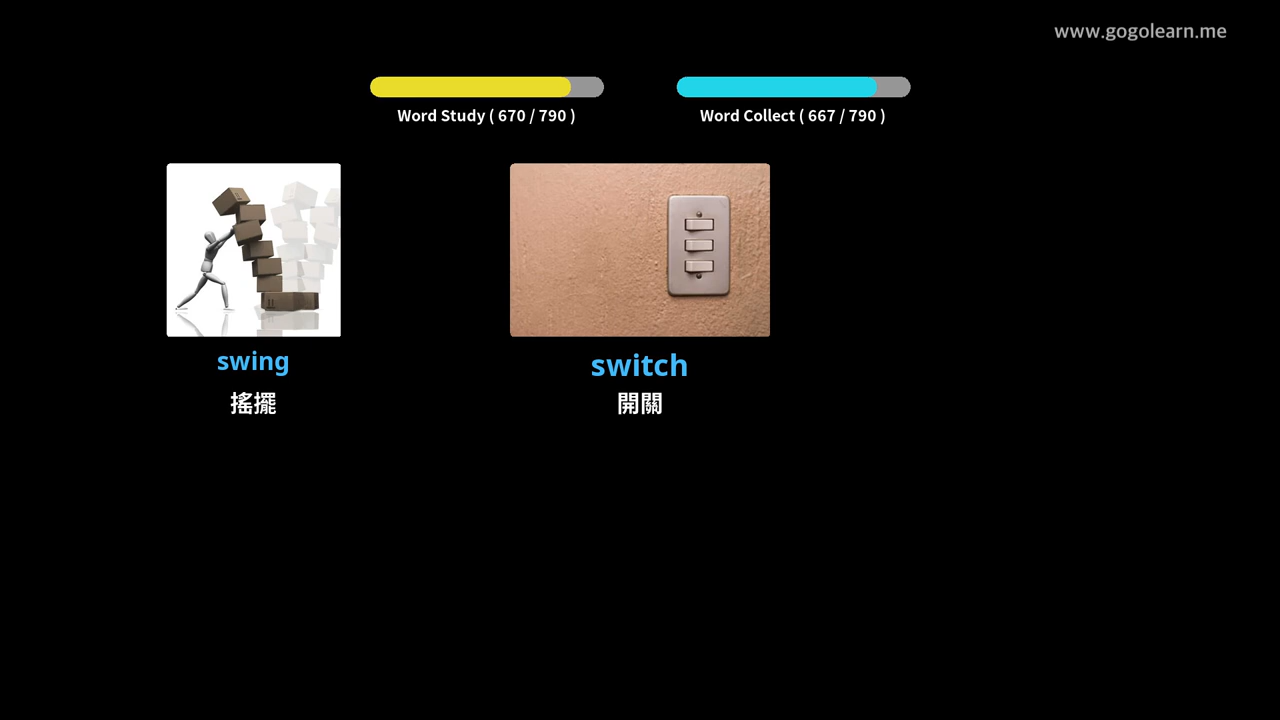 www.gogolearn.me
Word Study ( 670 / 790 )
Word Collect ( 667 / 790 )
swing
搖擺
switch
開關